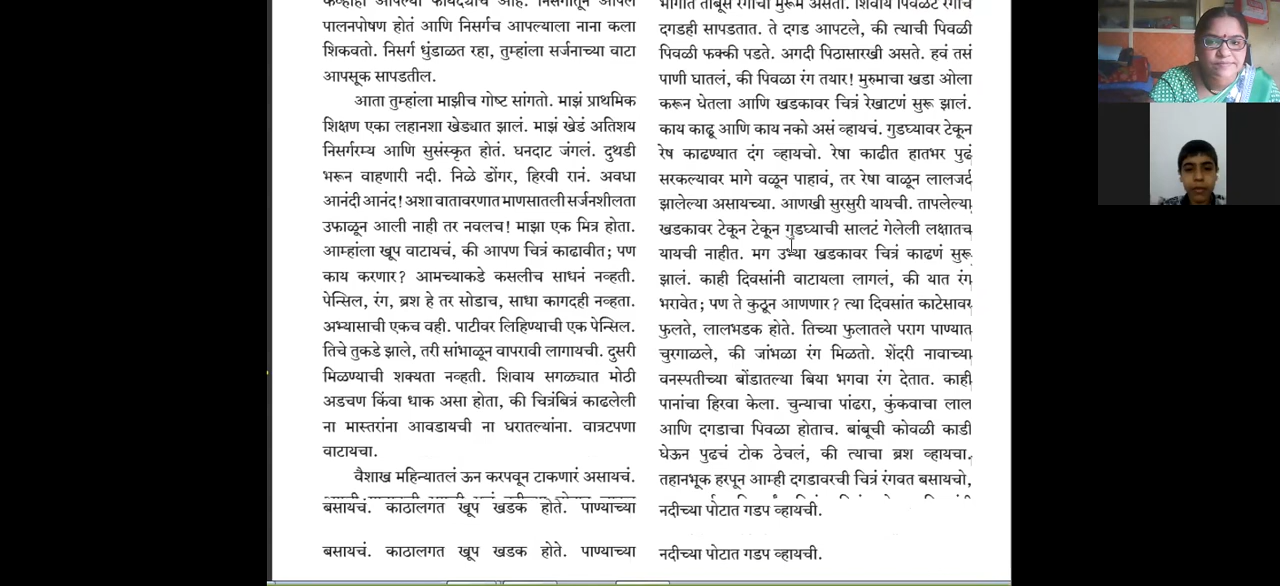 कव्हाही आपल्या फायद्याच आहे. निसर्गातून आपलं
पालनपोषण होतं आणि निसर्गच आपल्याला नाना कला
शिकवतो. निसर्ग धुंडाळत रहा, तुम्हांला सर्जनाच्या वाटा
आपसूक सापडतील.
आता तुम्हांला माझीच गोष्ट सांगतो. माझं प्राथमिक
शिक्षण एका लहानशा खेड्यात झालं. माझं खेडं अतिशय
निसर्गरम्य आणि सुसंस्कृत होतं. घनदाट जंगलं. दुथडी
भरून वाहणारी नदी. निळे डोंगर, हिरवी रानं. अवघा
आनंदी आनंद! अशा वातावरणात माणसातली सर्जनशीलता
उफाळून आली नाही तर नवलच! माझा एक मित्र होता.
आम्हांला खूप वाटायचं, की आपण चित्रं काढावीत; पण
काय करणार? आमच्याकडे कसलीच साधनं नव्हती.
पेन्सिल, रंग, ब्रश हे तर सोडाच, साधा कागदही नव्हता.
अभ्यासाची एकच वही. पाटीवर लिहिण्याची एक पेन्सिल.
तिचे तुकडे झाले, तरी सांभाळून वापरावी लागायची. दुसरी
मिळण्याची शक्यता नव्हती. शिवाय सगळ्यात मोठी
अडचण किंवा धाक असा होता, की चित्रंबित्रं काढलेली
ना मास्तरांना आवडायची ना घरातल्यांना. वात्रटपणा
वाटायचा.
वैशाख महिन्यातलं ऊन करपवून टाकणारं असायचं.
बसायचं. काठालगत खूप खडक होते. पाण्याच्या
बसायचं. काठालगत खूप खडक होते. पाण्याच्या
भागात तांबूस रंगाचा मुरूम असतो. शिवाय पिवळट रंगाचे
दगडही सापडतात. ते दगड आपटले, की त्याची पिवळी
पिवळी फक्की पडते. अगदी पिठासारखी असते. हवं तसं
पाणी घातलं, की पिवळा रंग तयार! मुरुमाचा खडा ओला
करून घेतला आणि खडकावर चित्रं रेखाटणं सुरू झालं.
काय काढू आणि काय नको असं व्हायचं. गुडघ्यावर टेकून
रेष काढण्यात दंग व्हायचो. रेषा काढीत हातभर पुढं
सरकल्यावर मागे वळून पाहावं, तर रेषा वाळून लालजर्द
झालेल्या असायच्या. आणखी सुरसुरी यायची. तापलेल्या
खडकावर टेकून टेकून गुडघ्याची सालटं गेलेली लक्षातच
यायची नाहीत. मग उभ्या खडकावर चित्रं काढणं सुरू
झालं. काही दिवसांनी वाटायला लागलं, की यात रंग
भरावेत; पण ते कुठून आणणार? त्या दिवसांत काटेसावर
फुलते, लालभडक होते. तिच्या फुलातले पराग पाण्यात
चुरगाळले, की जांभळा रंग मिळतो. शेंदरी नावाच्या
वनस्पतीच्या बोंडातल्या बिया भगवा रंग देतात. काही
पानांचा हिरवा केला. चुन्याचा पांढरा, कुंकवाचा लाल
आणि दगडाचा पिवळा होताच. बांबूची कोवळी काडी
घेऊन पुढचं टोक ठेचलं, की त्याचा ब्रश व्हायचा.
तहानभूक हरपून आम्ही दगडावरची चित्रं रंगवत बसायचो,
नदीच्या पोटात गडप व्हायची.
नदीच्या पोटात गडप व्हायची.